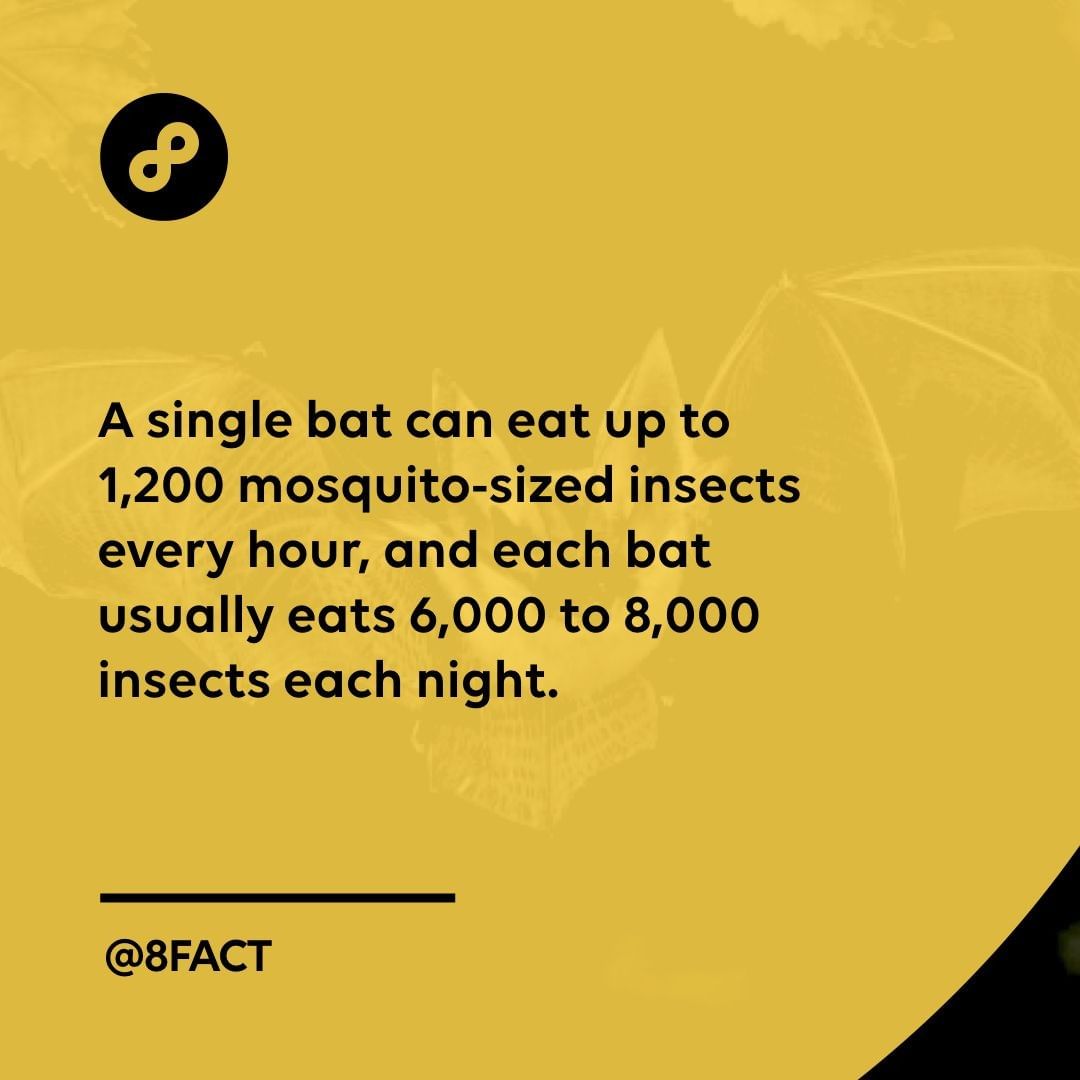 A single bat can eat up to
1,200 mosquito-sized insects
every hour, and each bat
usually eats 6,000 to 8,000
insects each night.
@8FACT